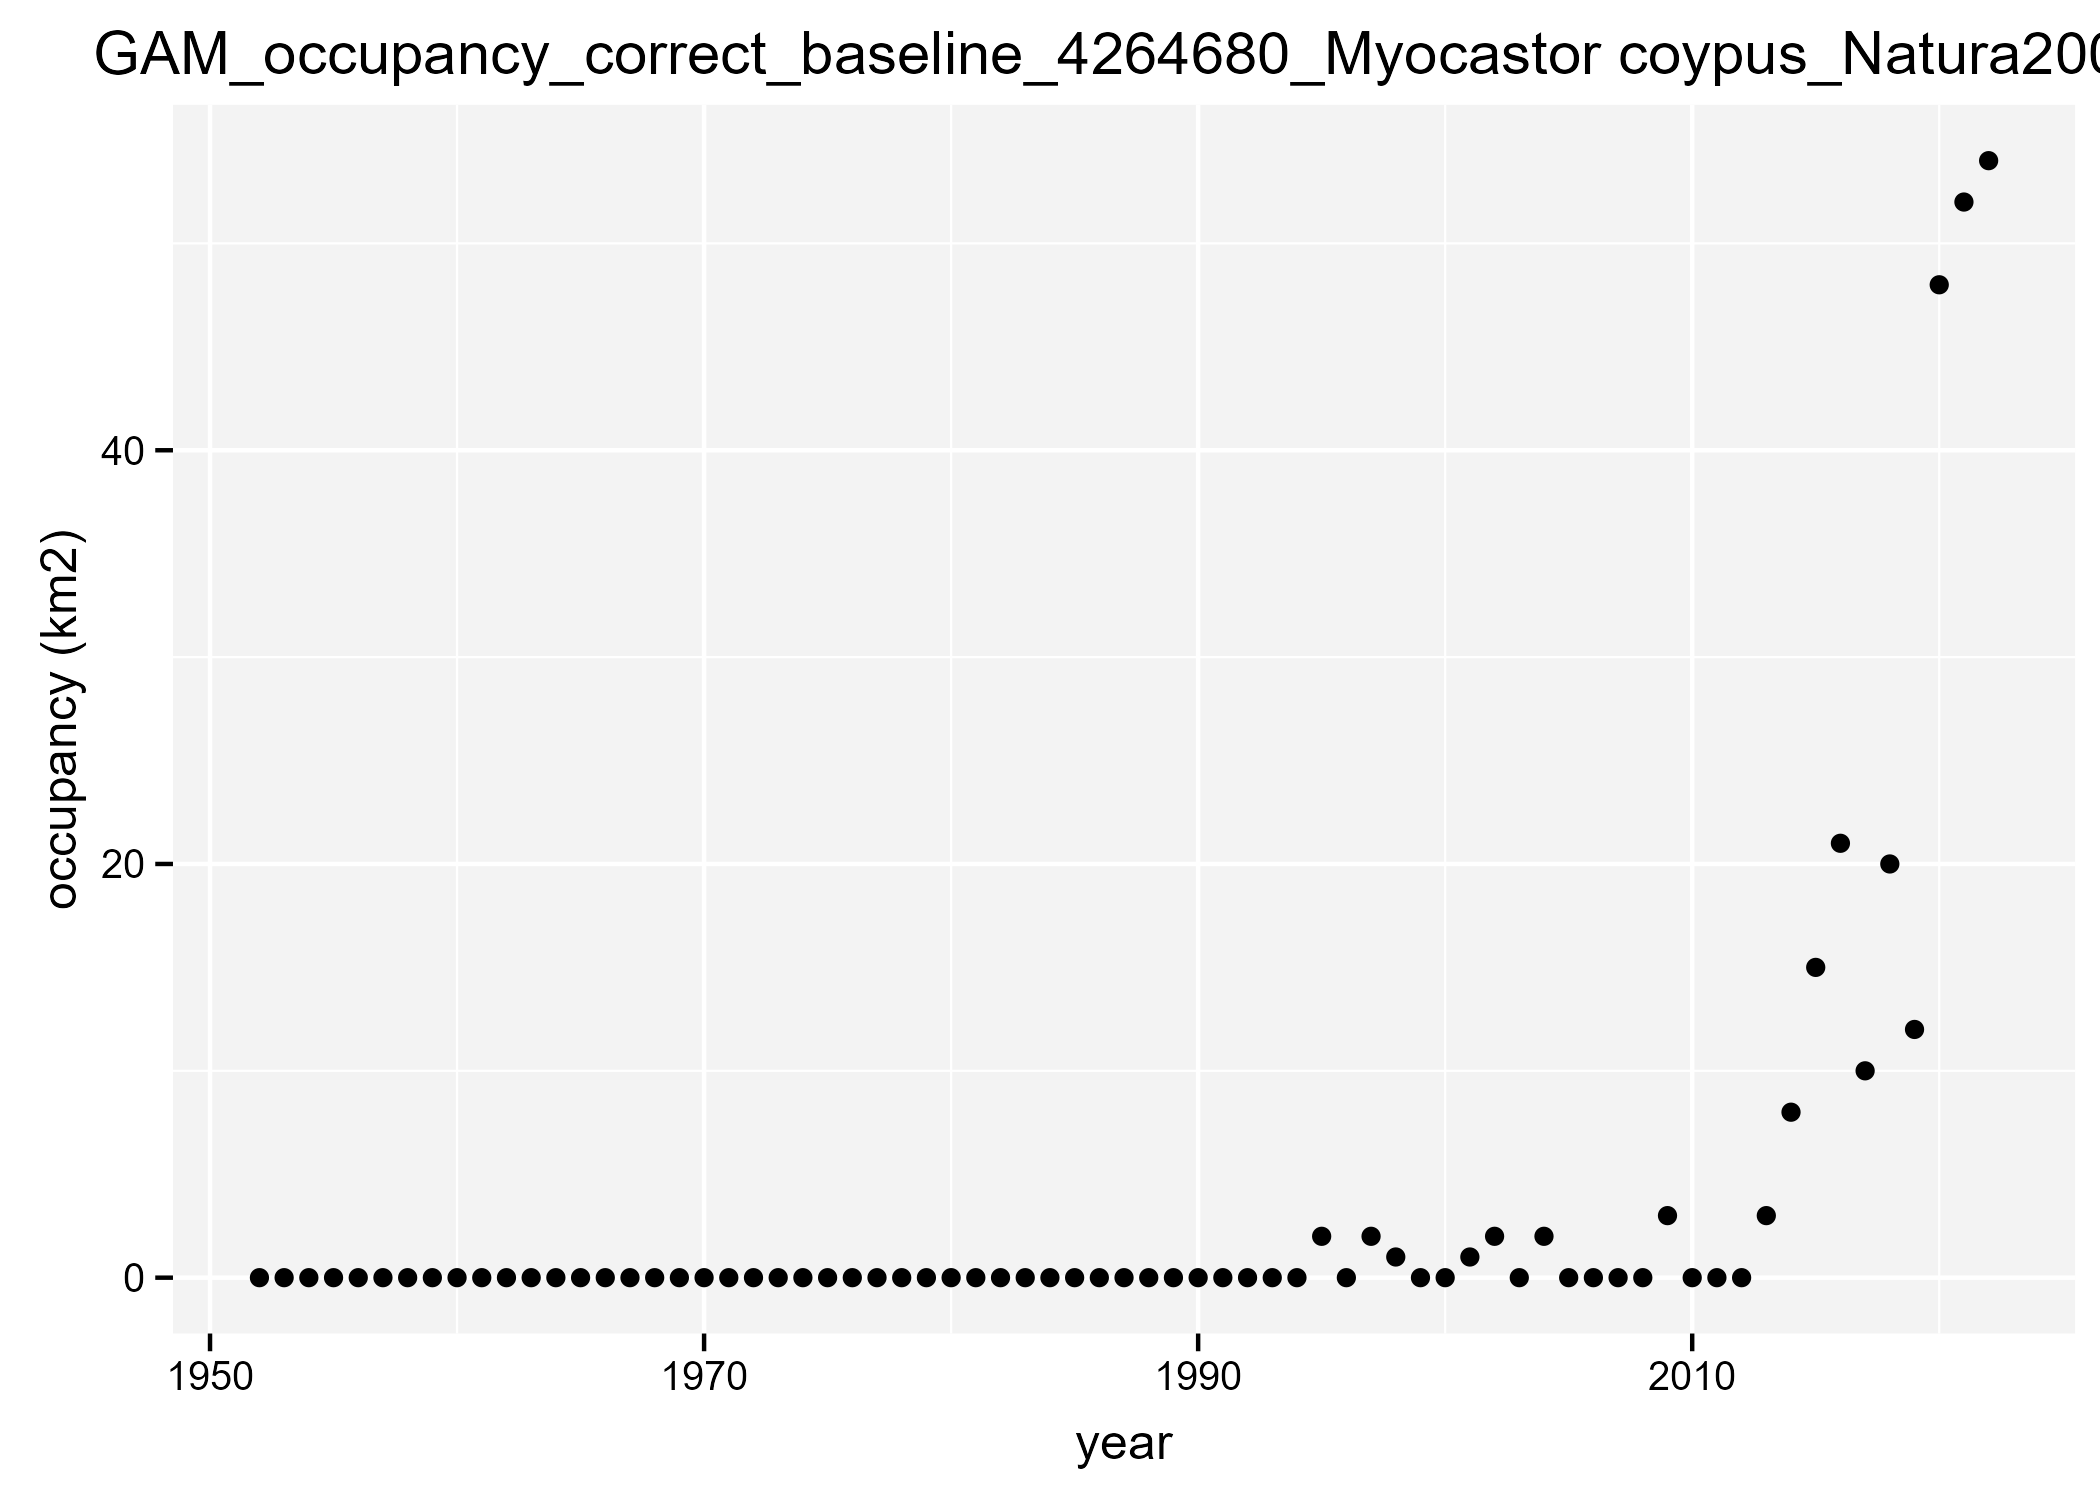 GAM_occupancy_correct_baseline_4264680_Myocastor coypus_Natura200
occupancy (km2)
40
20
0
1950 1970 1990 2010
year